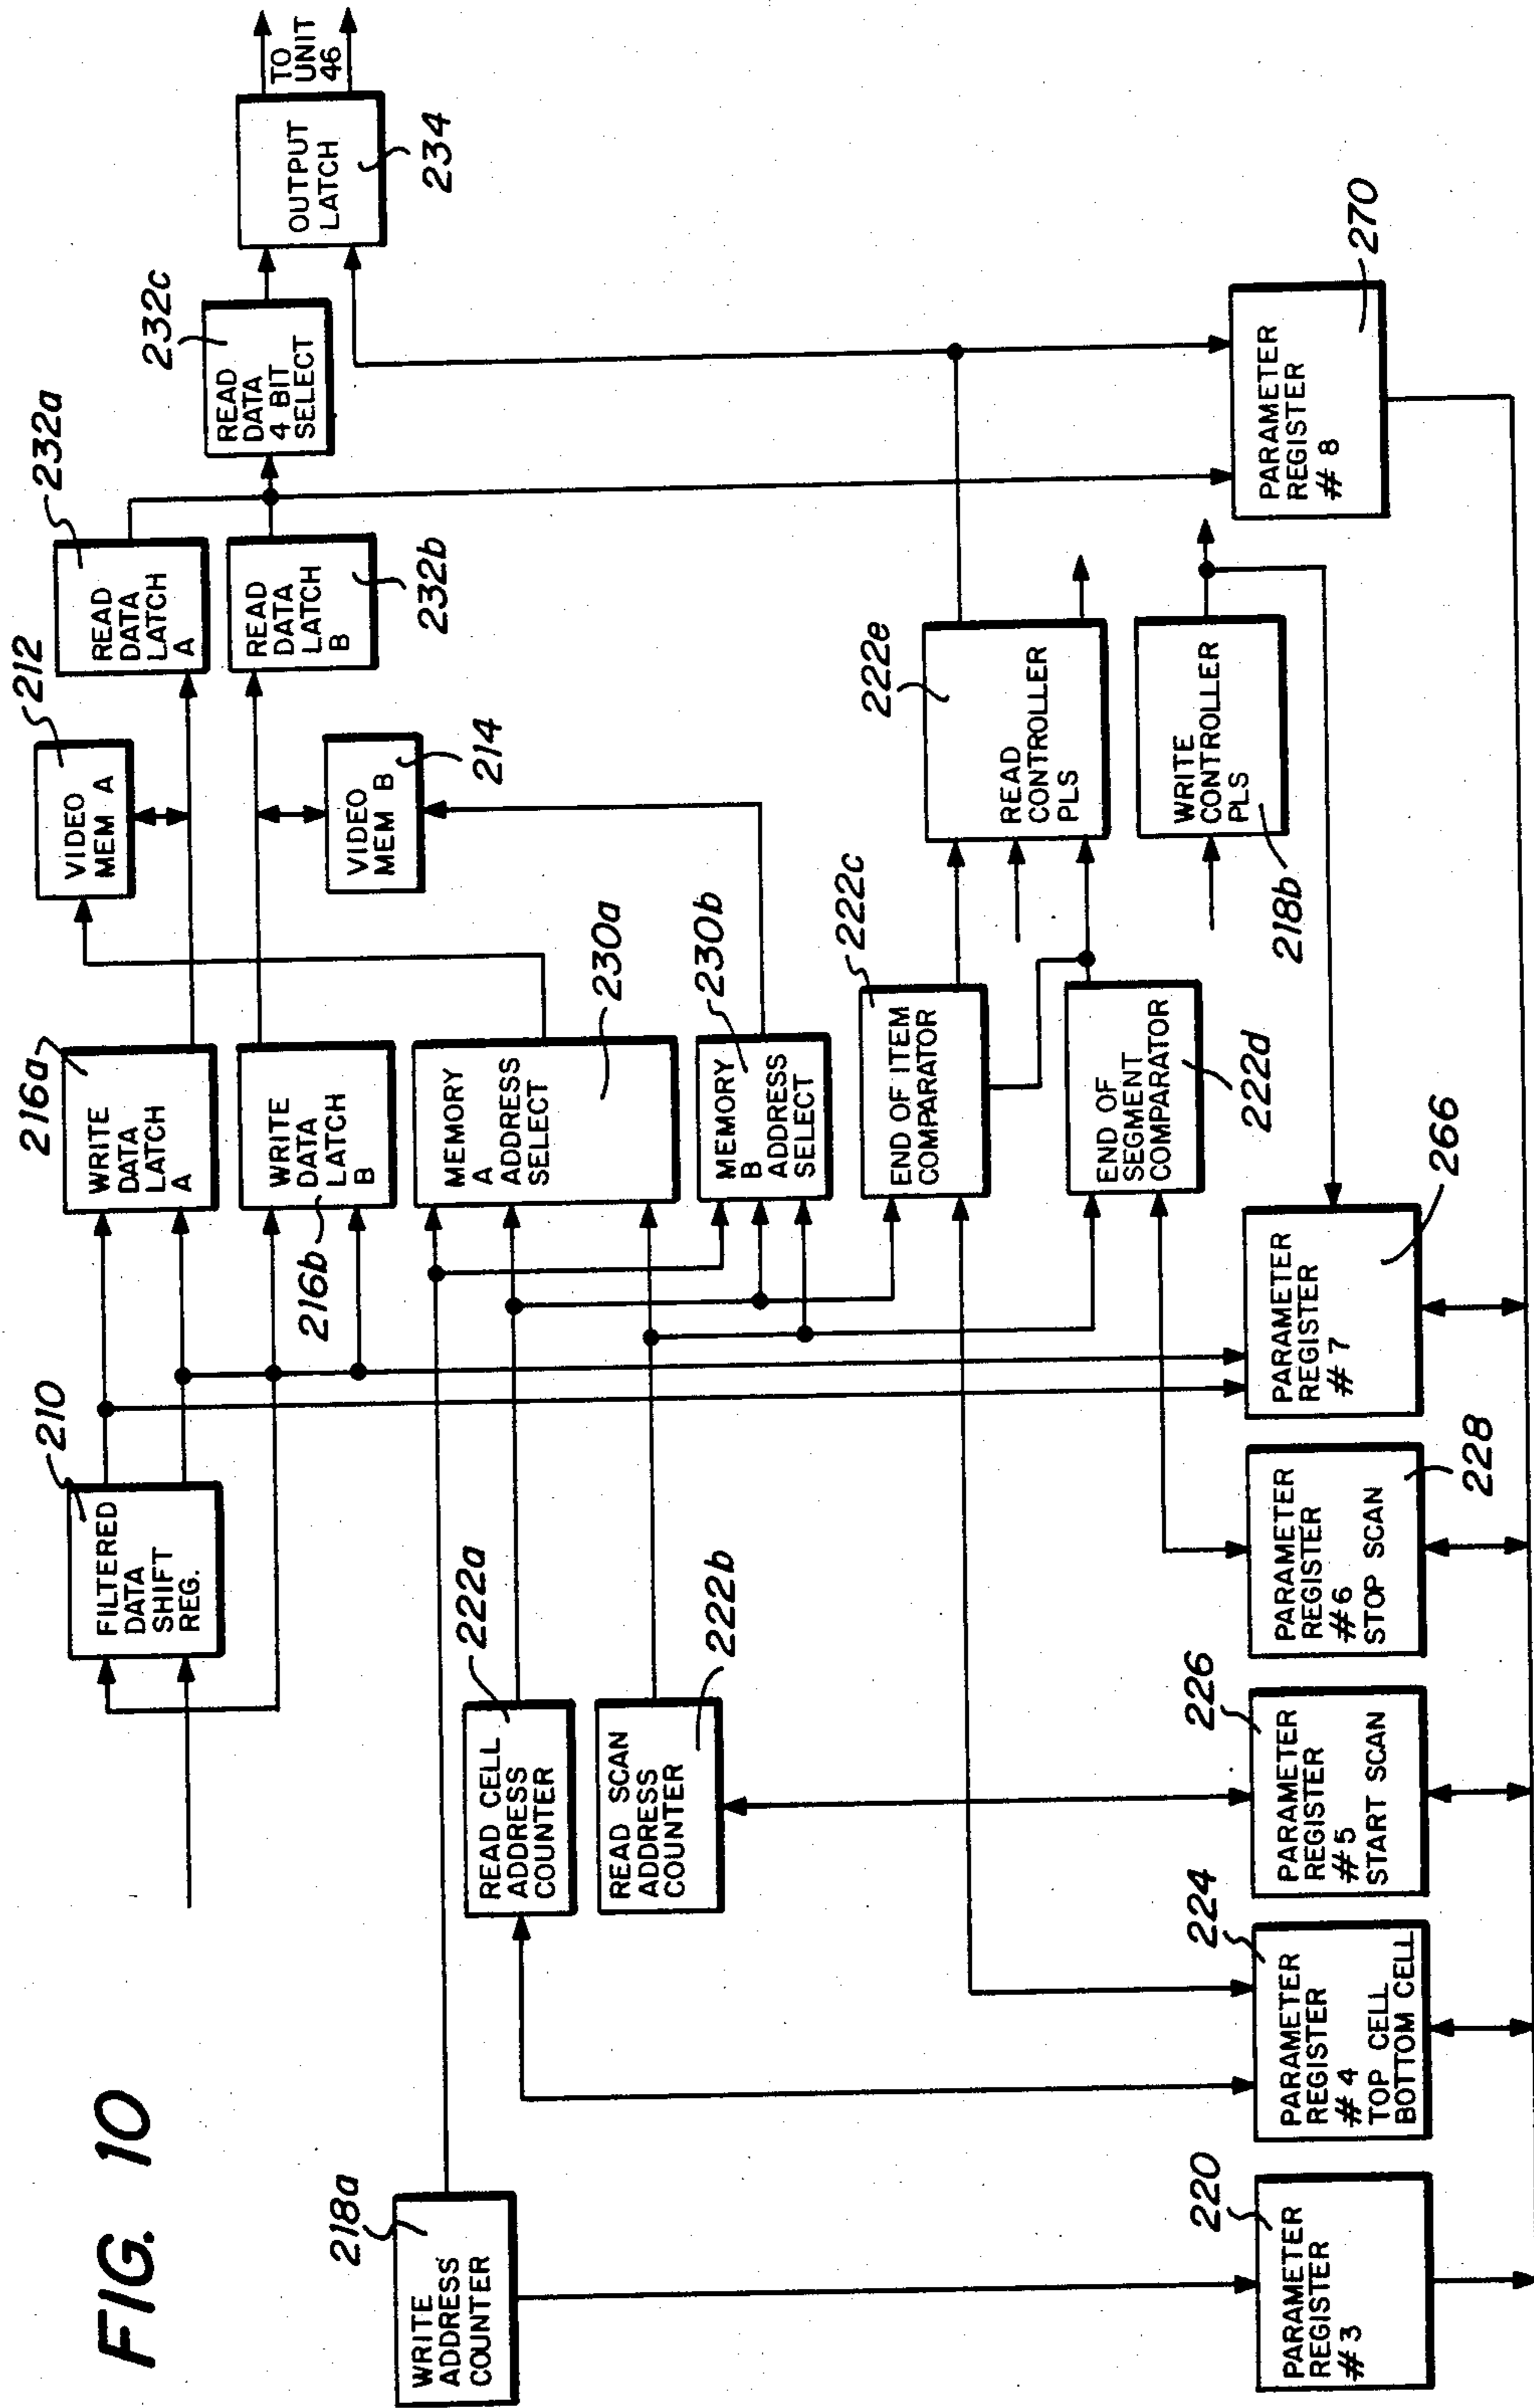 FIG. 10
210
FILTERED
DATA
SHIFT
REG.
216a
WRITE
DATA
LATCH
A
212
VIDEO
MEM A
232a
READ
DATA
LATCH
A
232c
READ
DATA
4 BIT
SELECT
OUTPUT
LATCH
234
TO
UNIT
46
216b
WRITE
DATA
LATCH
B
VIDEO
MEM B
214
READ
DATA
LATCH
B
232b
218a
WRITE
ADDRESS
COUNTER
222a
READ CELL
ADDRESS
COUNTER
READ SCAN
ADDRESS
COUNTER
222b
MEMORY
A ADDRESS
SELECT
230a
MEMORY
B ADDRESS
SELECT
230b
END OF ITEM
COMPARATOR
222c
END OF
SEGMENT
COMPARATOR
222d
222e
READ
CONTROLLER
PLS
WRITE
CONTROLLER
PLS
218b
220
PARAMETER
REGISTER
#3
224
PARAMETER
REGISTER
#4
TOP CELL
BOTTOM CELL
226
PARAMETER
REGISTER
#5
START SCAN
PARAMETER
REGISTER
#6
STOP SCAN
228
PARAMETER
REGISTER
#7
266
PARAMETER
REGISTER
#8
270